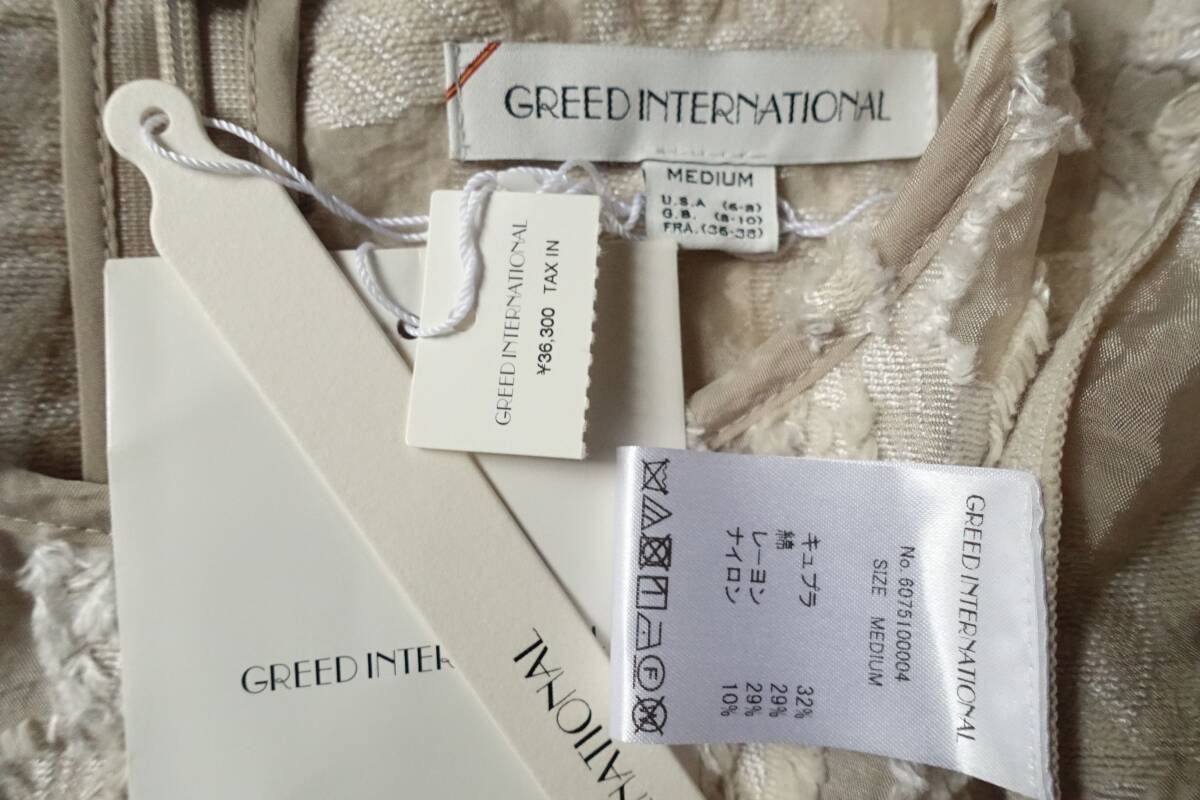 GREED INTERNATIONAL
MEDIUM
U.S.A (6-8)
G.B. (8-10)
FRA.(36-38)
GREED INTERNATIONAL
¥36,300 TAX IN
GREED INTERNATIONAL
No. 6075100004
SIZE MEDIUM
キュプラ 32%
綿 29%
レーヨン 29%
ナイロン 10%
GREED INTER
NATIONAL